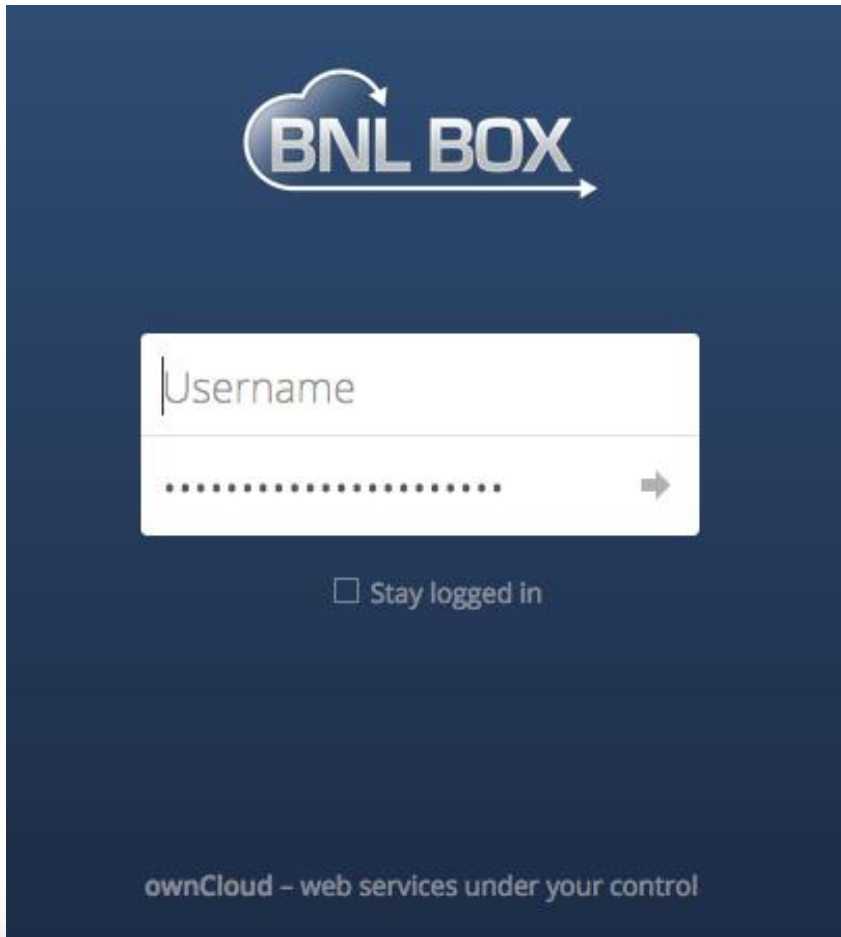 BNL BOX
Username
••••••••••••••••••••••
Stay logged in
ownCloud – web services under your control